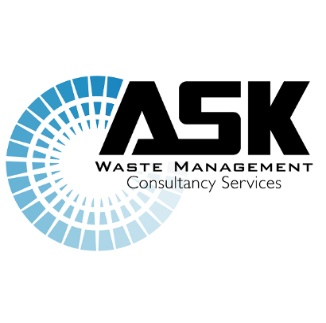 ASK
WASTE MANAGEMENT
Consultancy Services